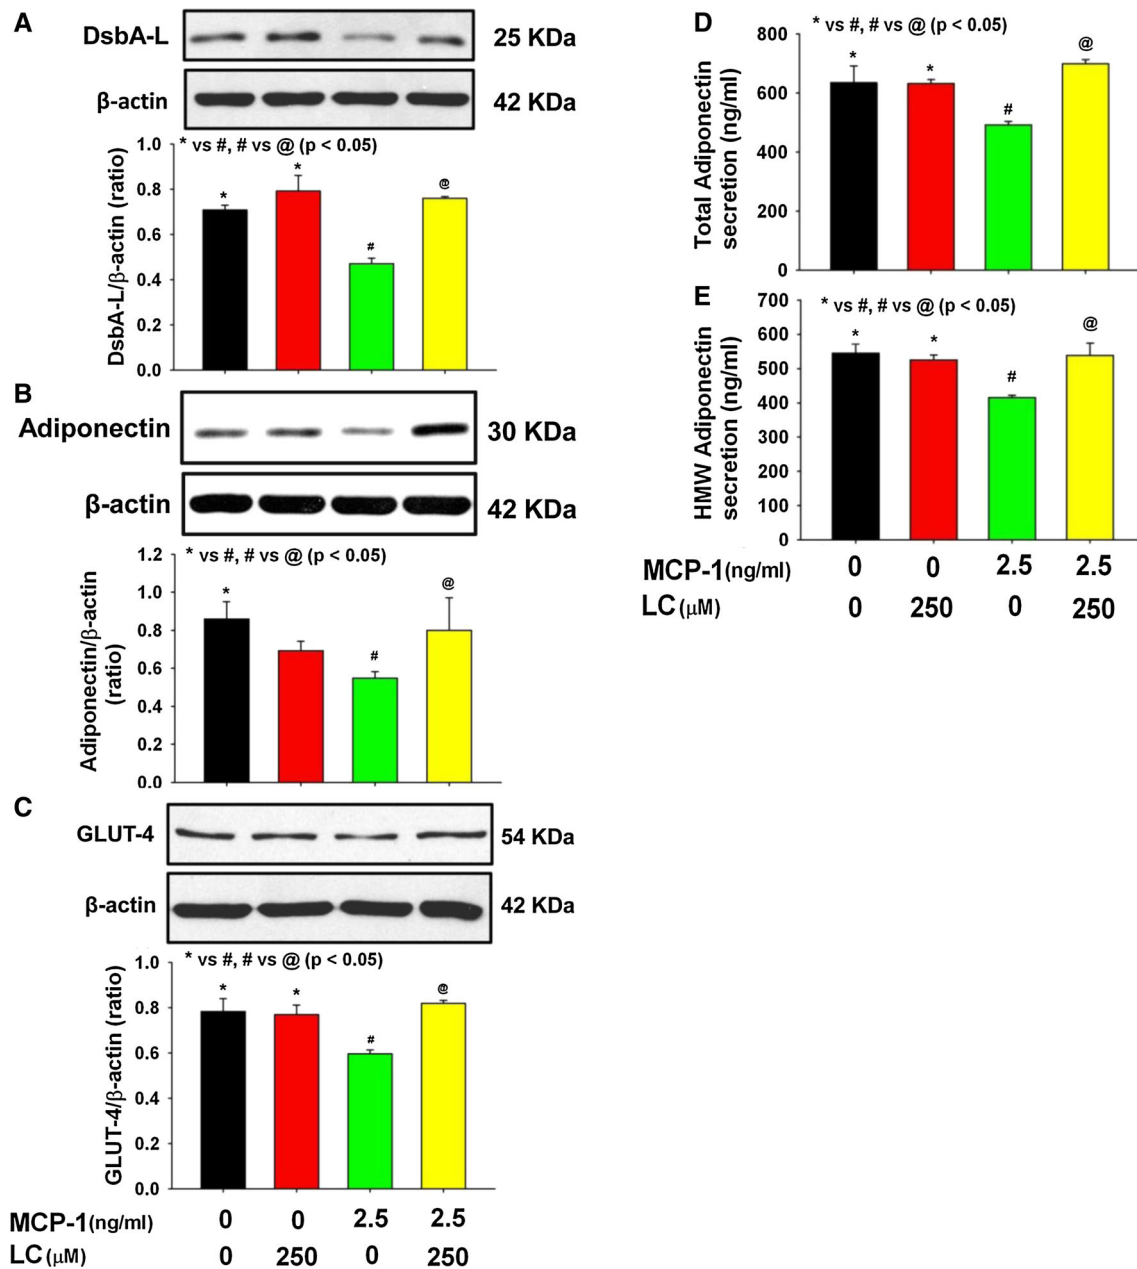 A
DsbA-L
25 KDa
β-actin
42 KDa
* vs #, # vs @ (p < 0.05)
DsbA-L/β-actin (ratio)
1.0
0.8
0.6
0.4
0.2
0.0
*
*
#
@
B
Adiponectin
30 KDa
β-actin
42 KDa
* vs #, # vs @ (p < 0.05)
Adiponectin/β-actin
(ratio)
1.2
1.0
0.8
0.6
0.4
0.2
0.0
*
#
@
C
GLUT-4
54 KDa
β-actin
42 KDa
* vs #, # vs @ (p < 0.05)
GLUT-4/β-actin (ratio)
1.0
0.8
0.6
0.4
0.2
0.0
*
*
#
@
MCP-1(ng/ml) 0 0 2.5 2.5
LC(μM) 0 250 0 250
D
* vs #, # vs @ (p < 0.05)
Total Adiponectin
secretion (ng/ml)
800
600
400
200
0
*
*
#
@
E
* vs #, # vs @ (p < 0.05)
HMW Adiponectin
secretion (ng/ml)
700
600
500
400
300
200
100
0
*
*
#
@
MCP-1(ng/ml) 0 0 2.5 2.5
LC(μM) 0 250 0 250